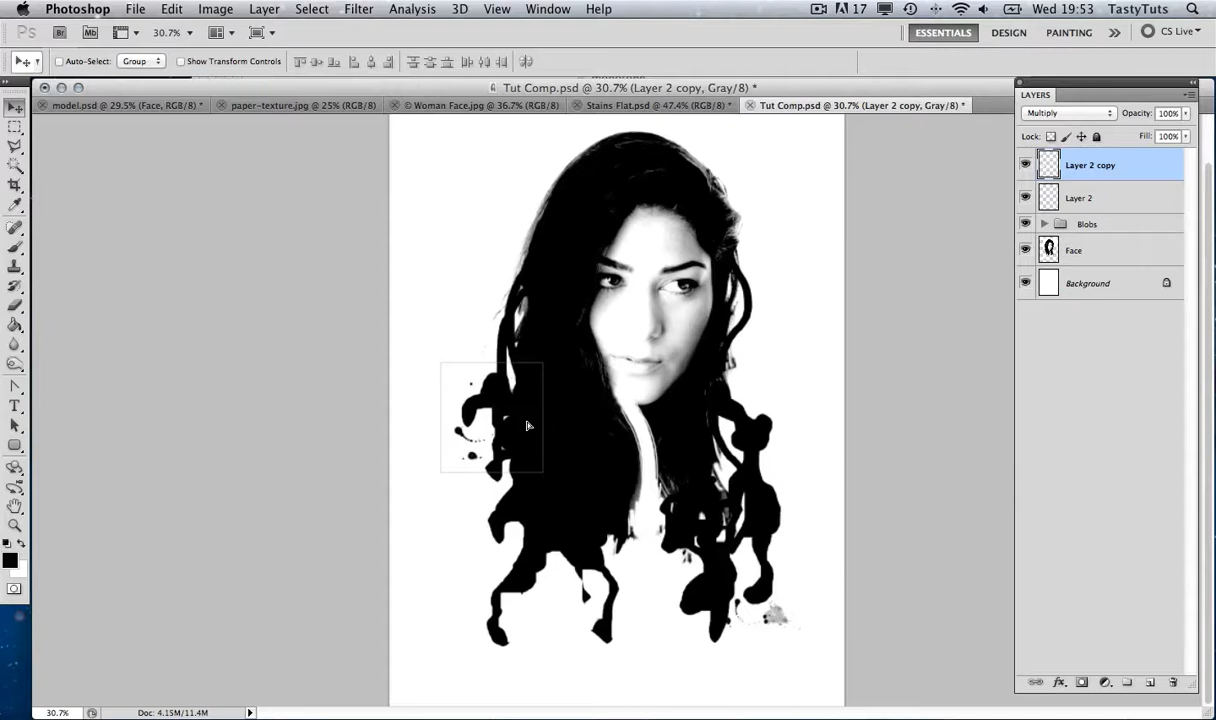 Photoshop File Edit Image Layer Select Filter Analysis 3D View Window Help 17 Wed 19:53 TastyTuts
Ps Br Mb 30.7% ESSENTIALS DESIGN PAINTING CS Live
Auto-Select: Group Show Transform Controls
Tut Comp.psd @ 30.7% (Layer 2 copy, Gray/8) *
model.psd @ 29.5% (Face, RGB/8) * paper-texture.jpg @ 25% (RGB/8) © Woman Face.jpg @ 36.7% (RGB/8) Stains Flat.psd @ 47.4% (RGB/8) * Tut Comp.psd @ 30.7% (Layer 2 copy, Gray/8) *
LAYERS
Multiply Opacity: 100%
Lock: Fill: 100%
Layer 2 copy
Layer 2
Blobs
Face
Background
30.7% Doc: 4.15M/11.4M